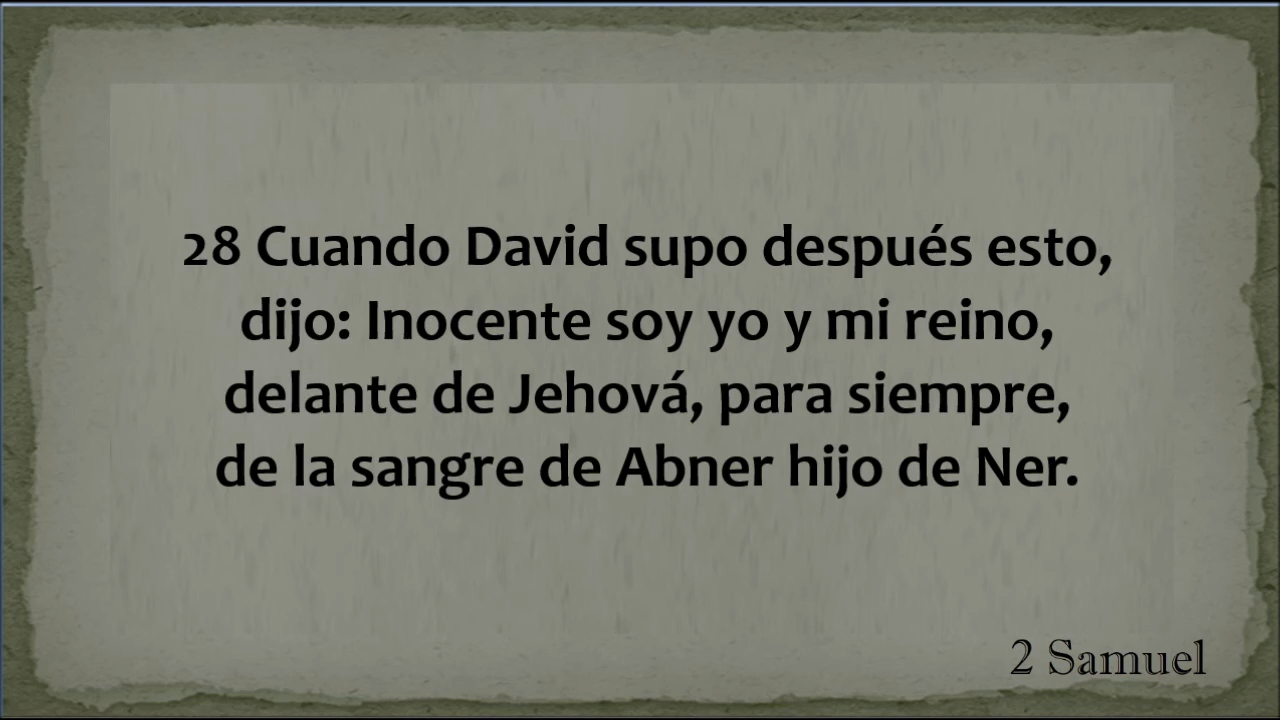 28 Cuando David supo después esto,
dijo: Inocente soy yo y mi reino,
delante de Jehová, para siempre,
de la sangre de Abner hijo de Ner.
2 Samuel